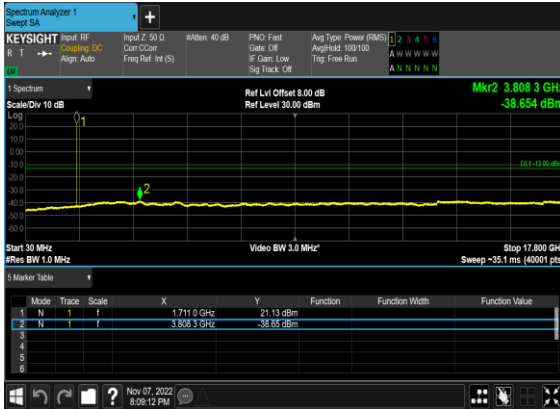 Spectrum Analyzer 1
Swept SA
+
KEYSIGHT Input: RF Input Z: 50 Ω #Atten: 40 dB PNO: Fast Avg Type: Power (RMS) 1 2 3 4 5 6
R T Coupling: DC Corr CCorr Gate: Off Avg|Hold: 100/100 A W W W W W
Align: Auto Freq Ref: Int (S) IF Gain: Low Trig: Free Run
Sig Track: Off A N N N N N
1 Spectrum Ref Lvl Offset 8.00 dB Mkr2 3.808 3 GHz
Scale/Div 10 dB Ref Level 30.00 dBm -38.654 dBm
Log
1
20.0
10.0
0.00
-10.0 DL1 -13.00 dBm
-20.0
-30.0 2
-40.0
-50.0
-60.0
Start 30 MHz Video BW 3.0 MHz* Stop 17.800 GHz
#Res BW 1.0 MHz Sweep ~35.1 ms (40001 pts)
5 Marker Table
Mode Trace Scale X Y Function Function Width Function Value
1 N 1 f 1.711 0 GHz 21.13 dBm
2 N 1 f 3.808 3 GHz -38.65 dBm
3
4
5
6
? Nov 07, 2022
8:09:12 PM